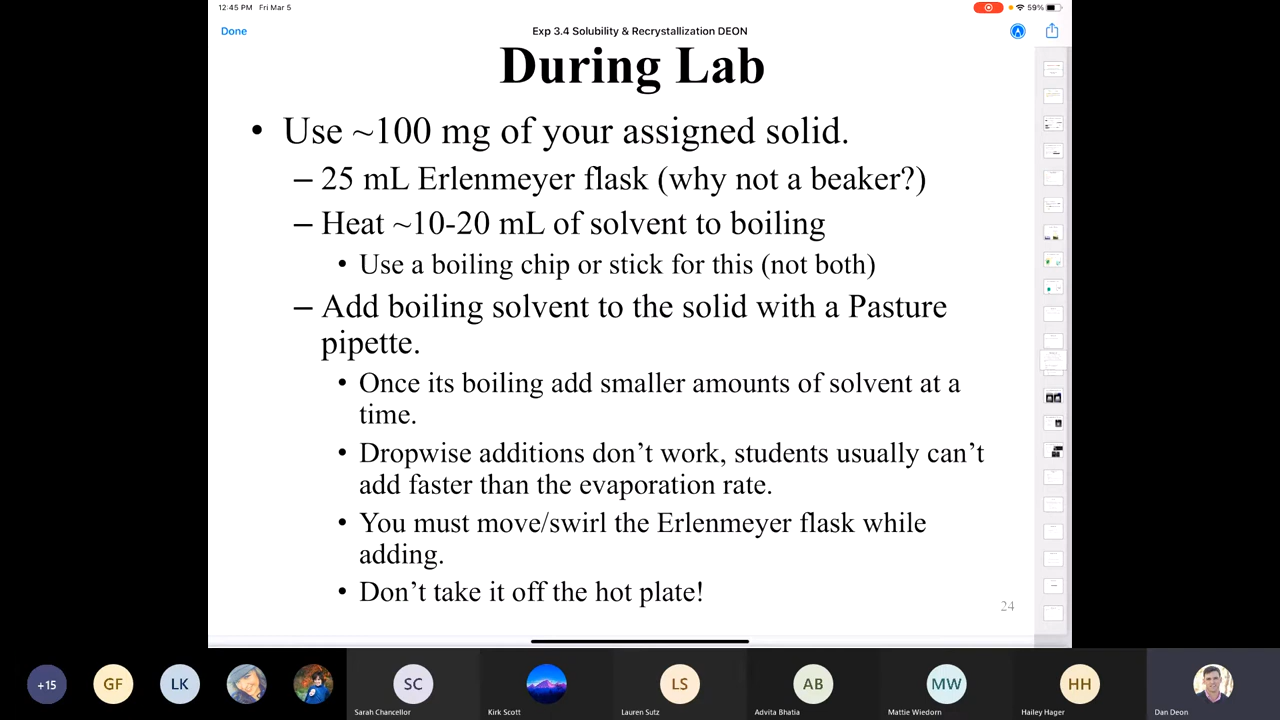 12:45 PM Fri Mar 5
59%
Done
Exp 3.4 Solubility & Recrystallization DEON
During Lab
• Use ~100 mg of your assigned solid.
– 25 mL Erlenmeyer flask (why not a beaker?)
– Heat ~10-20 mL of solvent to boiling
• Use a boiling chip or stick for this (not both)
– Add boiling solvent to the solid with a Pasture
pipette.
• Once its boiling add smaller amounts of solvent at a
time.
• Dropwise additions don't work, students usually can't
add faster than the evaporation rate.
• You must move/swirl the Erlenmeyer flask while
adding.
• Don't take it off the hot plate!
24
+15
GF
LK
SC
LS
AB
MW
HH
Sarah Chancellor
Kirk Scott
Lauren Sutz
Advita Bhatia
Mattie Wiedorn
Hailey Hager
Dan Deon